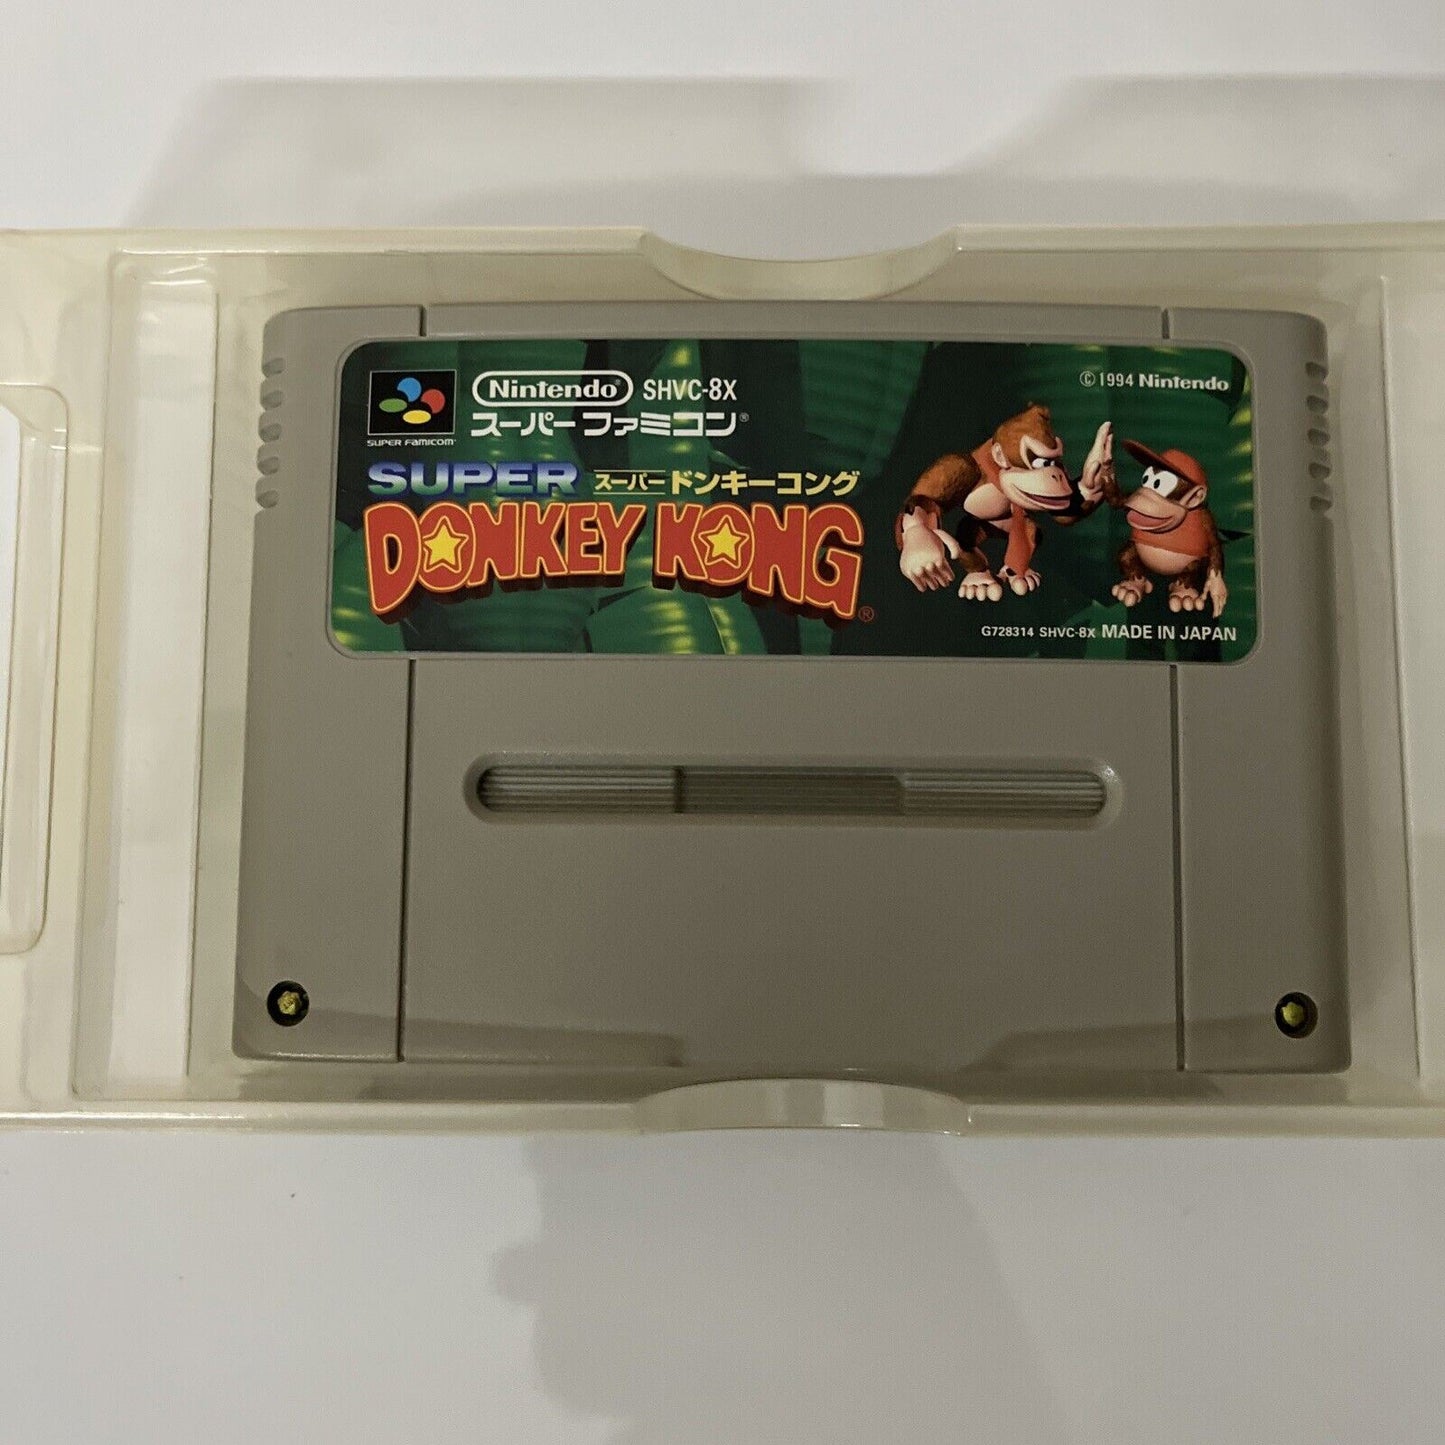 Nintendo® SHVC-8X
スーパーファミコン®
SUPER FAMICOM™
© 1994 Nintendo
SUPER スーパードンキーコング
DONKEY KONG®
G728314 SHVC-8X MADE IN JAPAN